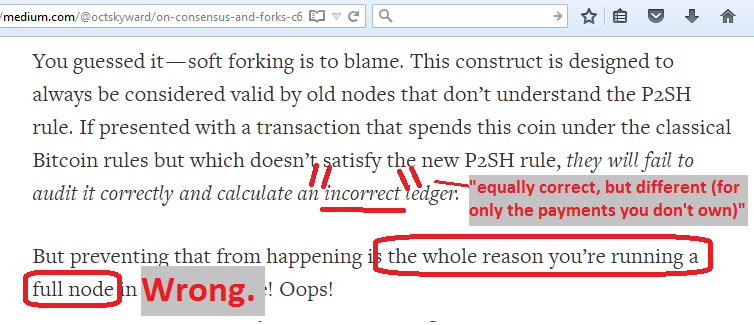 /medium.com/@octskyward/on-consensus-and-forks-c6
You guessed it—soft forking is to blame. This construct is designed to
always be considered valid by old nodes that don't understand the P2SH
rule. If presented with a transaction that spends this coin under the classical
Bitcoin rules but which doesn't satisfy the new P2SH rule, they will fail to
audit it correctly and calculate an incorrect ledger.
"equally correct, but different (for
only the payments you don't own)"
But preventing that from happening is the whole reason you're running a
full node in Wrong. ! Oops!